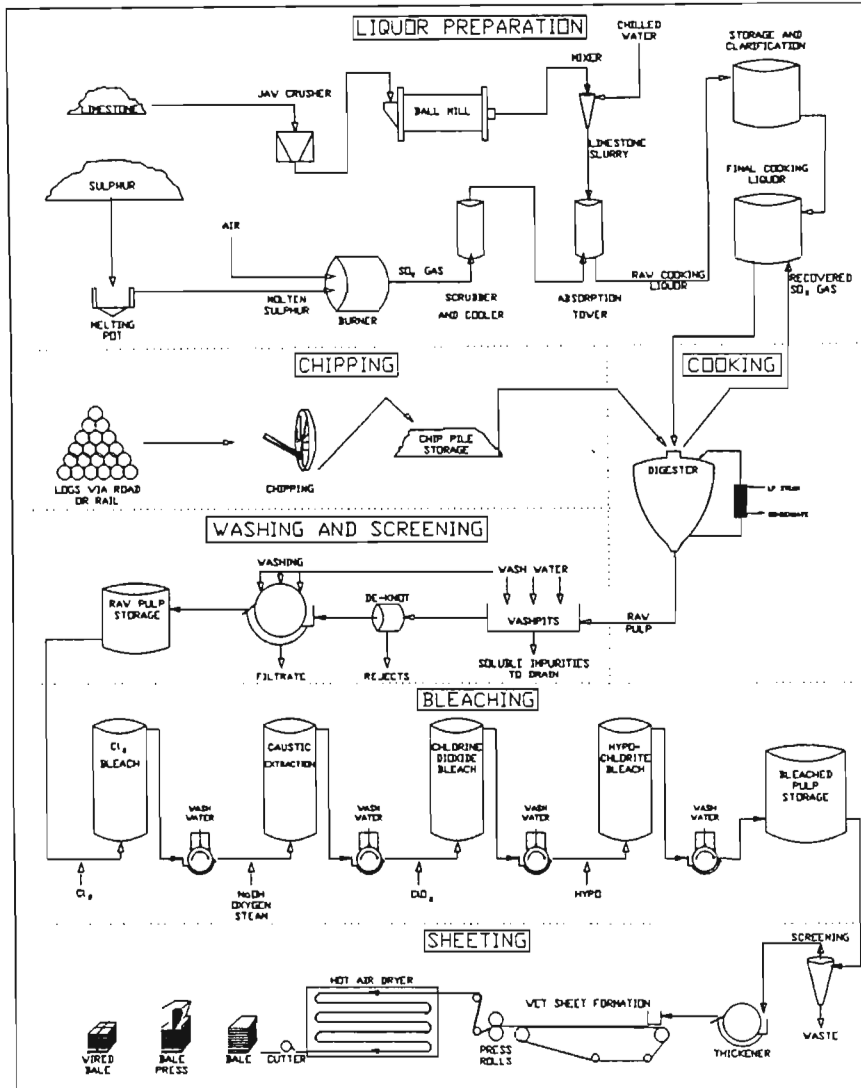 LIQUOR PREPARATION
CHILLED
WATER
STORAGE AND
CLARIFICATION
MIXER
JAW CRUSHER
LIMESTONE
BALL MILL
LIMESTONE
SLURRY
SULPHUR
FINAL COOKING
LIQUOR
AIR
SO₂ GAS
RAW COOKING
LIQUOR
RECOVERED
SO₂ GAS
MOLTEN
SULPHUR
MELTING
POT
BURNER
SCRUBBER
AND COOLER
ABSORPTION
TOWER
CHIPPING
COOKING
CHIP PILE
STORAGE
DIGESTER
LOGS VIA ROAD
OR RAIL
CHIPPING
LP STEAM
CONDENSATE
WASHING AND SCREENING
WASHING
WASH WATER
DE-KNOT
RAW PULP
STORAGE
WASHPITS
RAW
PULP
FILTRATE
REJECTS
SOLUBLE IMPURITIES
TO DRAIN
BLEACHING
Cl₂
BLEACH
CAUSTIC
EXTRACTION
CHLORINE
DIOXIDE
BLEACH
HYPO-
CHLORITE
BLEACH
BLEACHED
PULP
STORAGE
WASH
WATER
WASH
WATER
WASH
WATER
WASH
WATER
Cl₂
NaOH
OXYGEN
STEAM
ClO₂
HYPO
SHEETING
SCREENING
HOT AIR DRYER
WET SHEET FORMATION
WASTE
WIRED
BALE
BALE
PRESS
BALE
CUTTER
PRESS
ROLLS
THICKENER